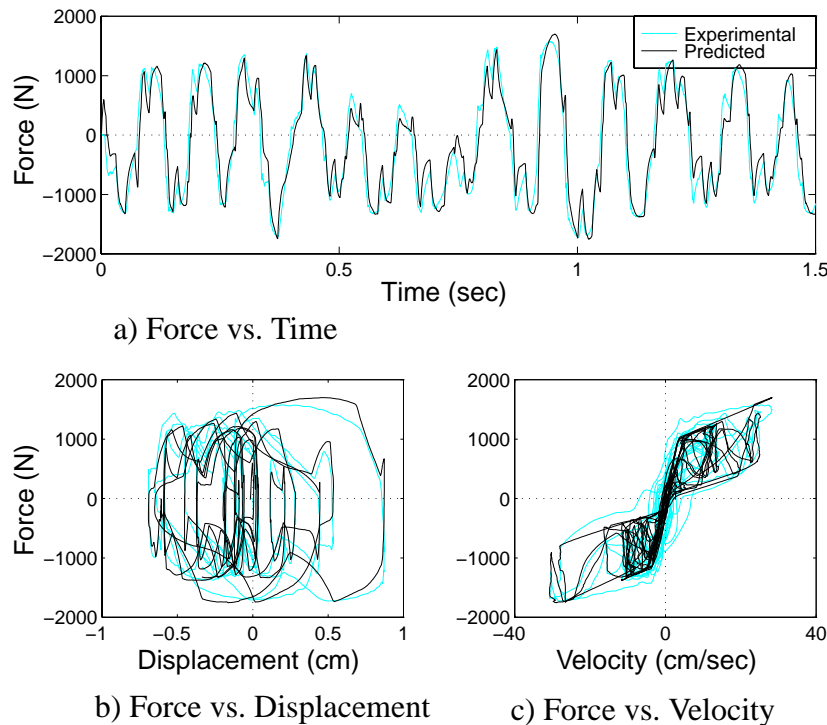 2000
1000
0
−1000
−2000
Force (N)
Experimental
Predicted
0 0.5 1 1.5
Time (sec)
a) Force vs. Time
2000
1000
0
−1000
−2000
Force (N)
−1 −0.5 0 0.5 1
Displacement (cm)
b) Force vs. Displacement
2000
1000
0
−1000
−2000
−40 −20 0 20 40
Velocity (cm/sec)
c) Force vs. Velocity